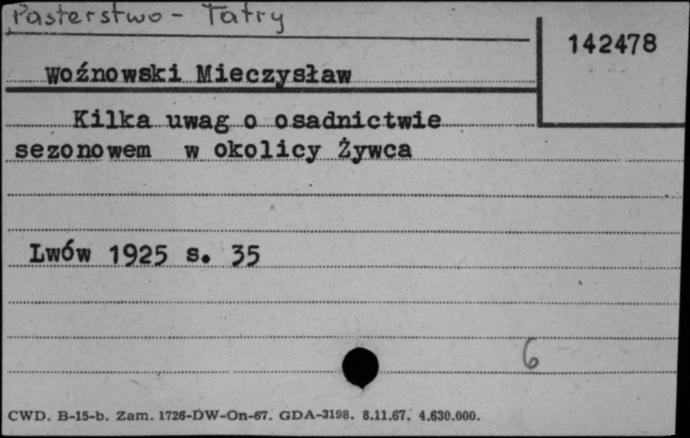 Pasterstwo - Tatry
142478
Woźnowski Mieczysław
Kilka uwag o osadnictwie
sezonowem w okolicy Żywca
Lwów 1925 s. 35
6
CWD. B-15-b. Zam. 1726-DW-On-67. GDA-3198. 8.11.67. 4.630.000.